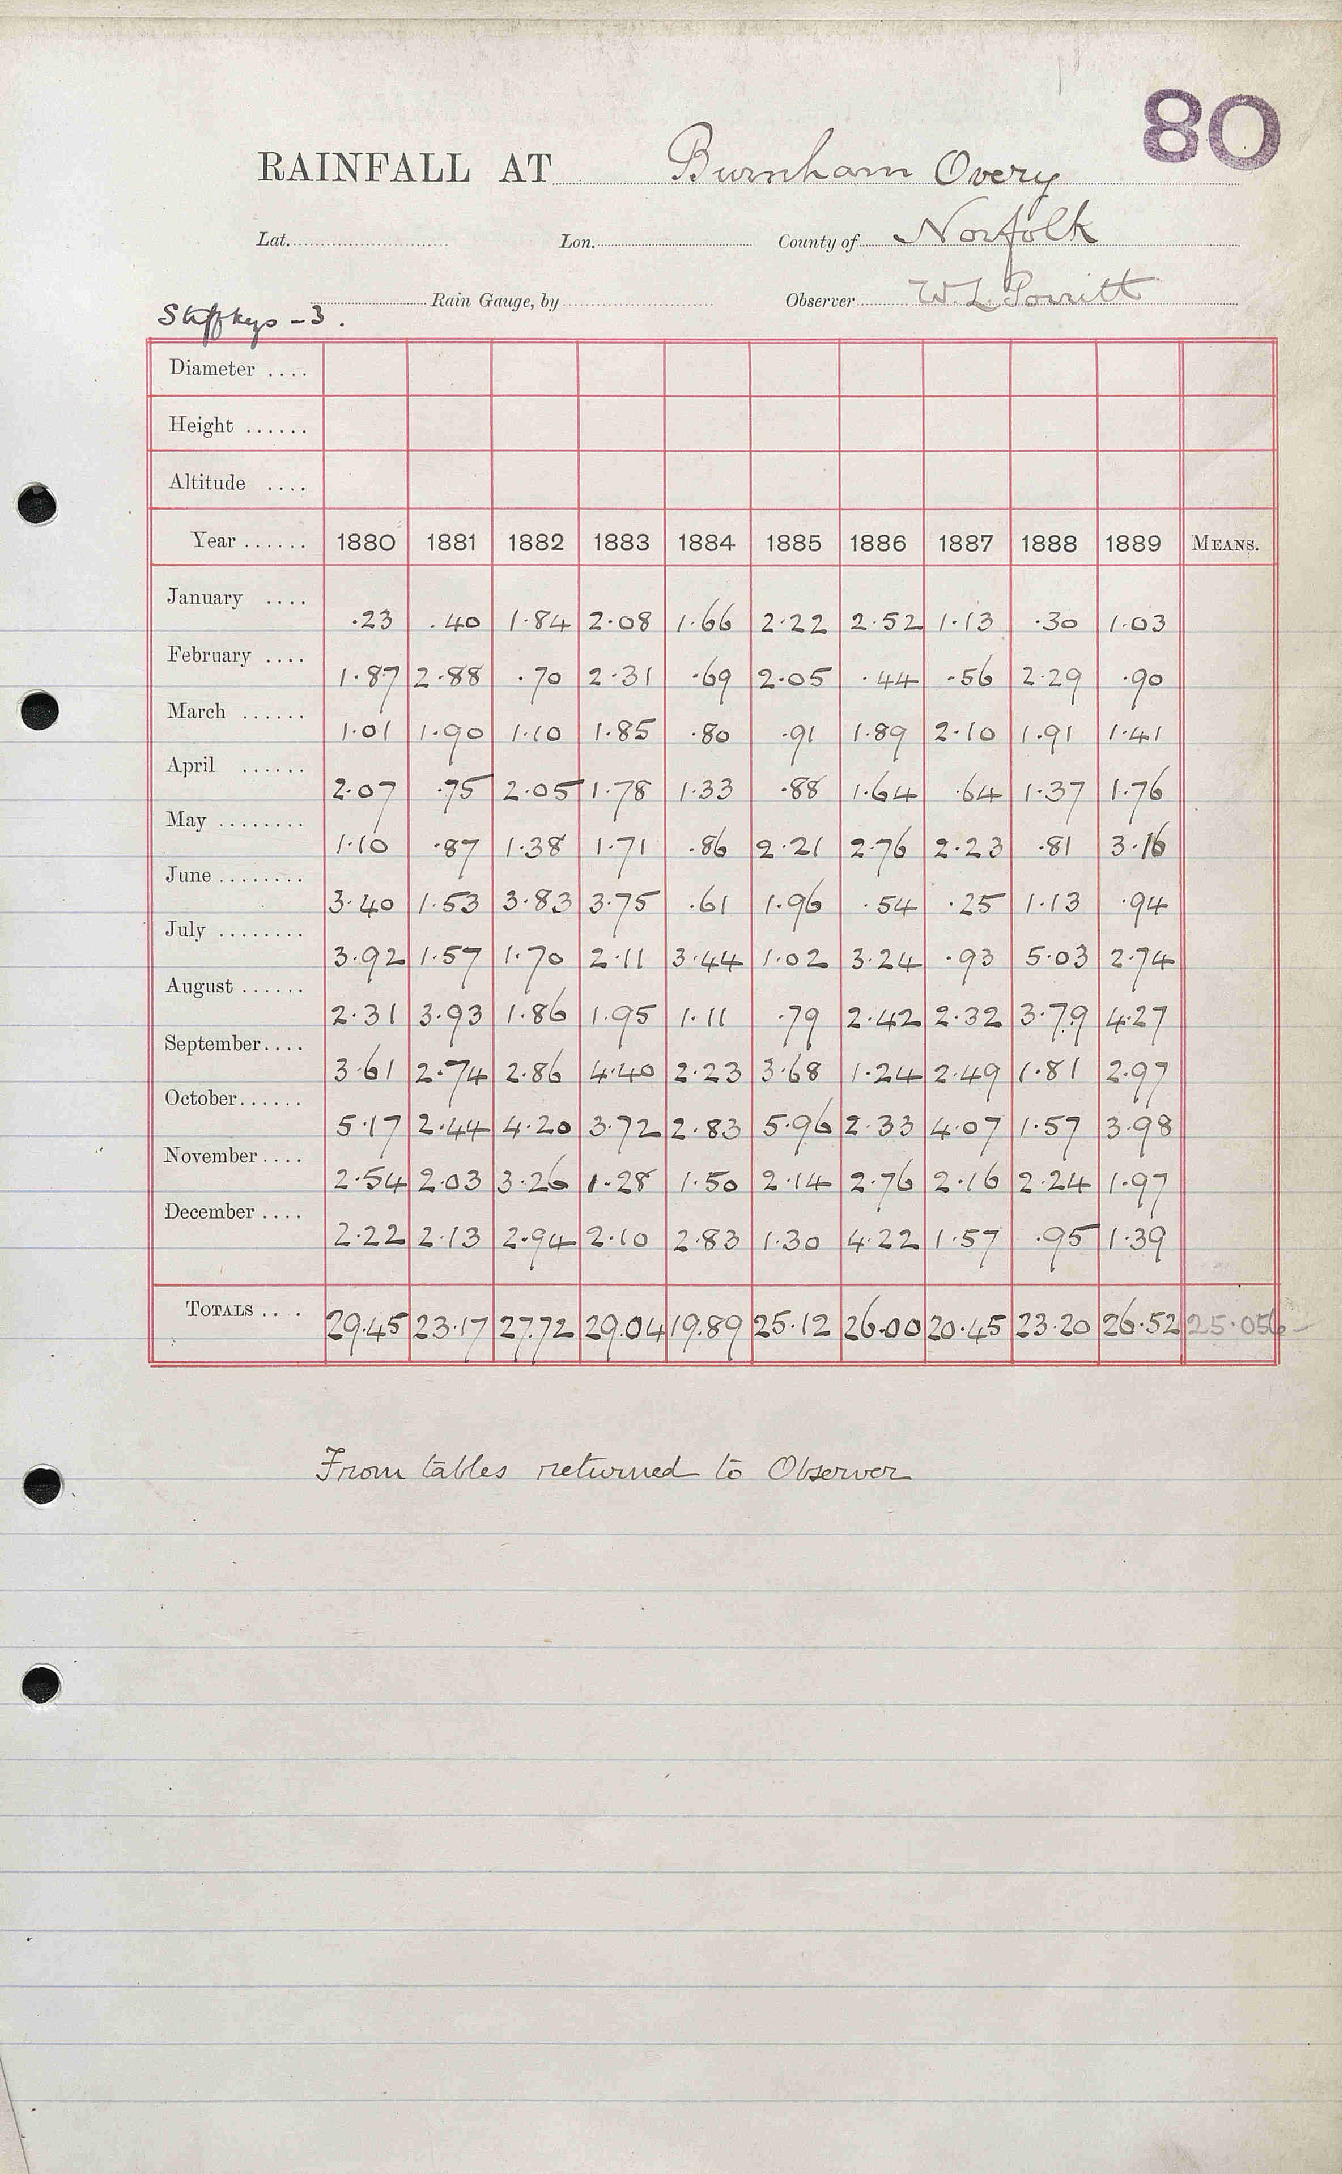 80
RAINFALL AT Burnham Overy
Lat. Lon. County of Norfolk
Rain Gauge, by Observer W. L. Porritt
Stiffkeys - 3.
Diameter ....
Height ......
Altitude ....
Year ...... 1880 1881 1882 1883 1884 1885 1886 1887 1888 1889 MEANS.
January .... .23 .40 1.84 2.08 1.66 2.22 2.52 1.13 .30 1.03
February .... 1.87 2.88 .70 2.31 .69 2.05 .44 .56 2.29 .90
March ...... 1.01 1.90 1.10 1.85 .80 .91 1.89 2.10 1.91 1.41
April ...... 2.07 .75 2.05 1.78 1.33 .88 1.64 .64 1.37 1.76
May ........ 1.10 .87 1.38 1.71 .86 2.21 2.76 2.23 .81 3.16
June ........ 3.40 1.53 3.83 3.75 .61 1.96 .54 .25 1.13 .94
July ........ 3.92 1.57 1.70 2.11 3.44 1.02 3.24 .93 5.03 2.74
August ...... 2.31 3.93 1.86 1.95 1.11 .79 2.42 2.32 3.79 4.27
September.... 3.61 2.74 2.86 4.40 2.23 3.68 1.24 2.49 1.81 2.97
October...... 5.17 2.44 4.20 3.72 2.83 5.96 2.33 4.07 1.57 3.98
November .... 2.54 2.03 3.26 1.28 1.50 2.14 2.76 2.16 2.24 1.97
December .... 2.22 2.13 2.94 2.10 2.83 1.30 4.22 1.57 .95 1.39
TOTALS .. . 29.45 23.17 27.72 29.04 19.89 25.12 26.00 20.45 23.20 26.52 25.056
From tables returned to Observer